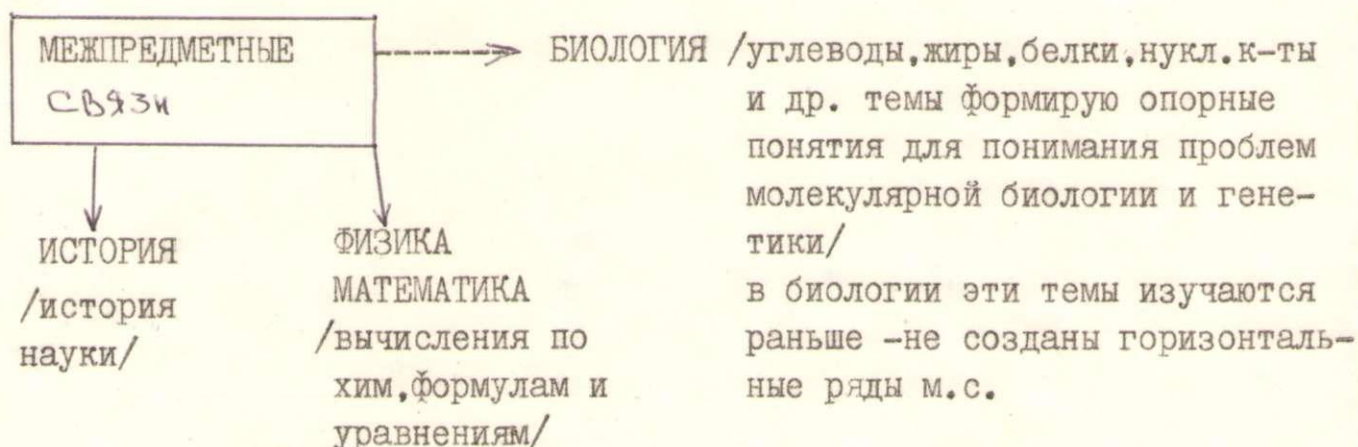 МЕЖПРЕДМЕТНЫЕ
СВЯЗИ
БИОЛОГИЯ /углеводы,жиры,белки,нукл.к-ты
и др. темы формирую опорные
понятия для понимания проблем
молекулярной биологии и гене-
тики/
в биологии эти темы изучаются
раньше -не созданы горизонталь-
ные ряды м.с.
ИСТОРИЯ
/история
науки/
ФИЗИКА
МАТЕМАТИКА
/вычисления по
хим.формулам и
уравнениям/